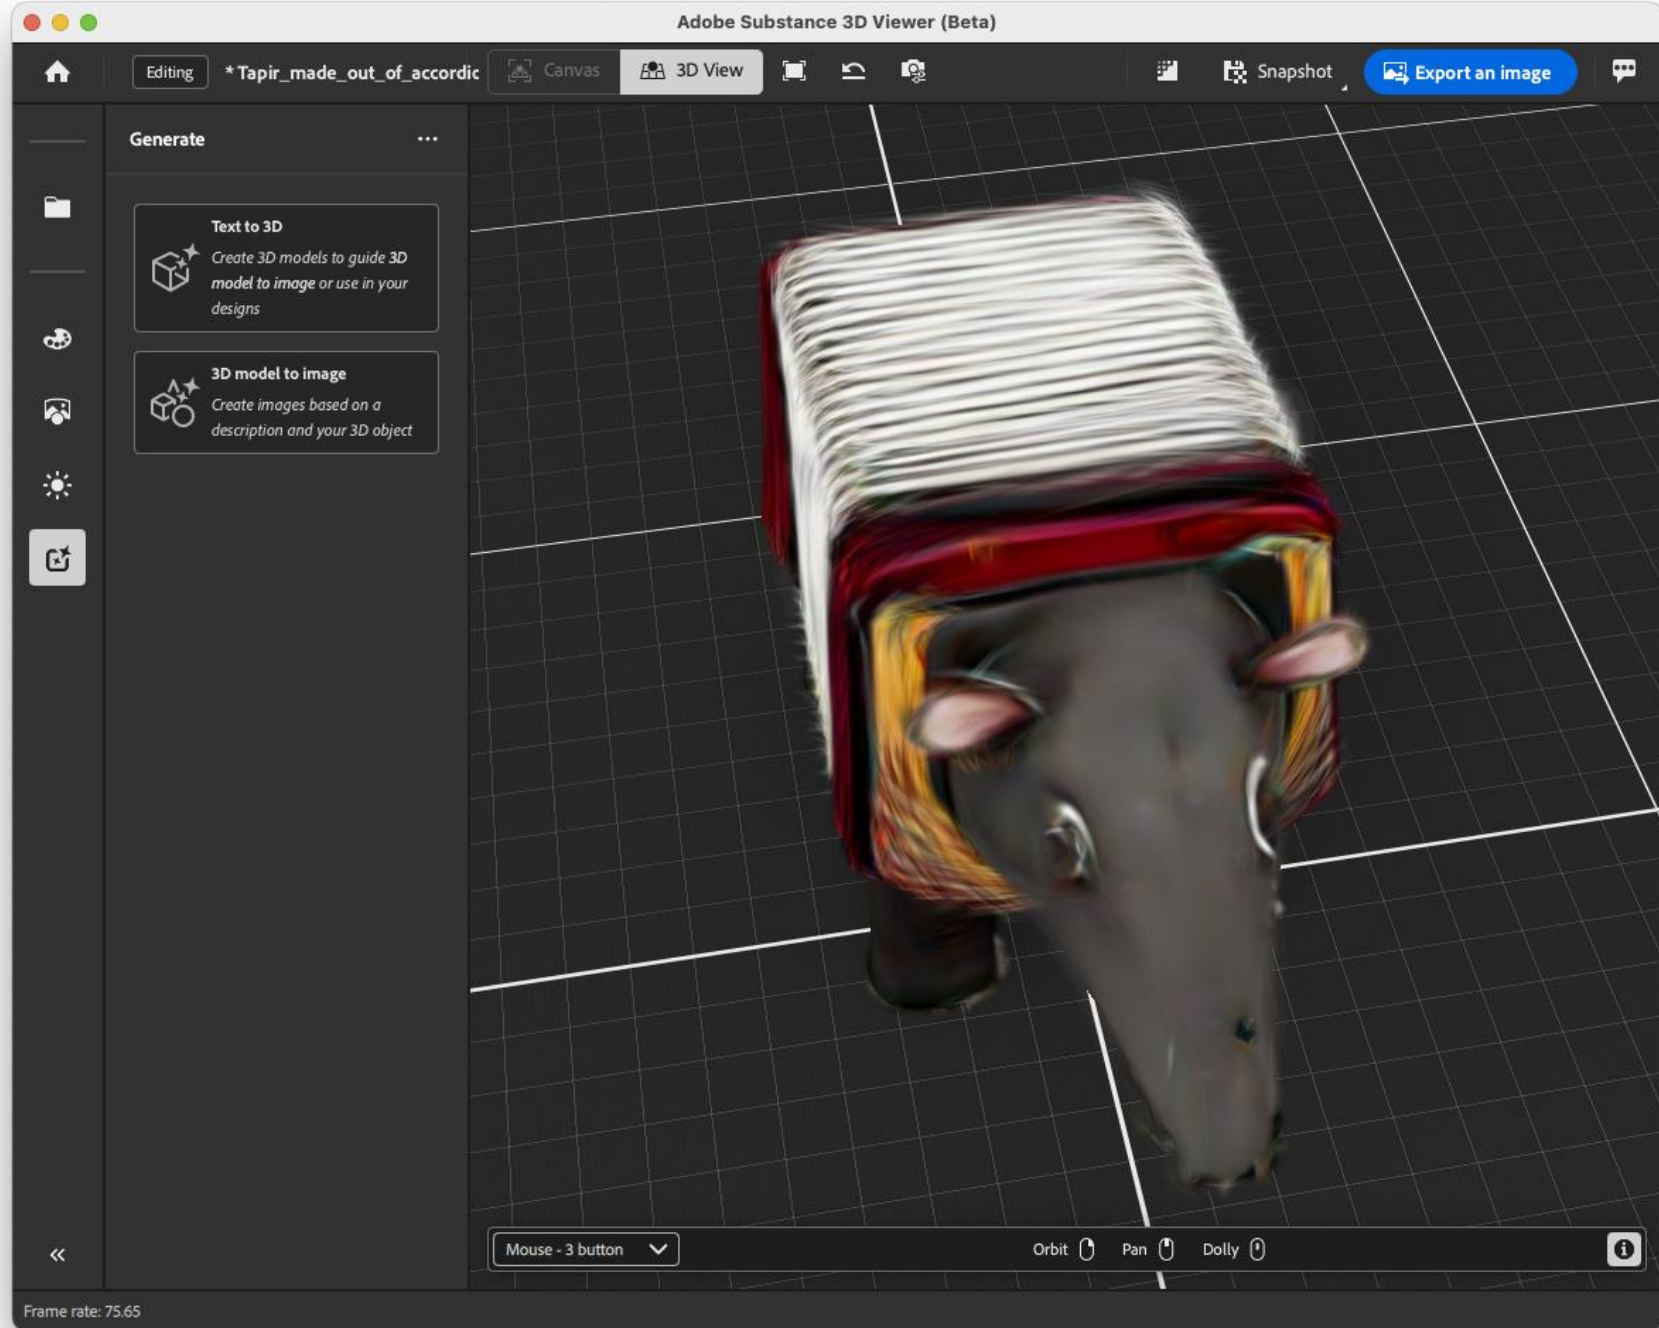 Adobe Substance 3D Viewer (Beta)
Editing
*Tapir_made_out_of_accordic
Canvas
3D View
Snapshot
Export an image
Generate
Text to 3D
Create 3D models to guide 3D
model to image or use in your
designs
3D model to image
Create images based on a
description and your 3D object
Mouse - 3 button
Orbit
Pan
Dolly
Frame rate: 75.65